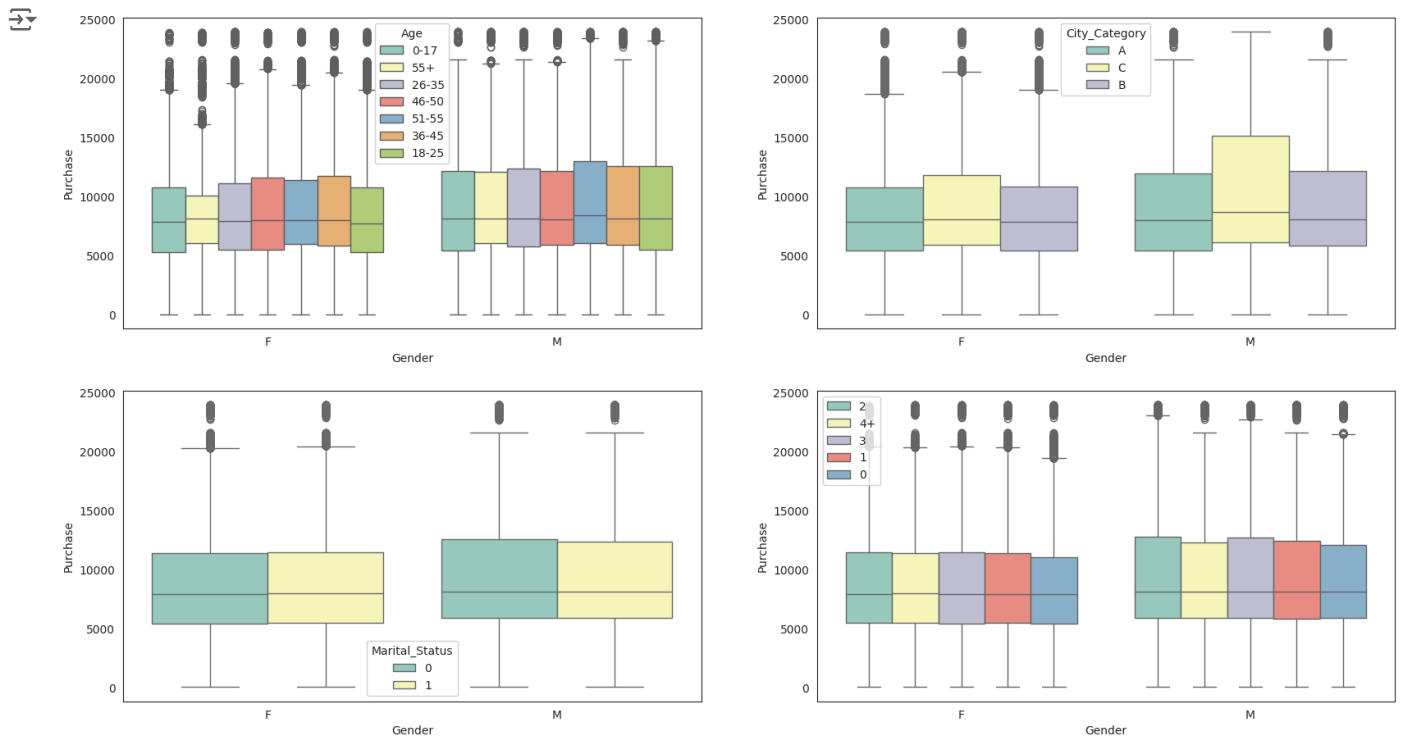 25000
20000
15000
10000
5000
0
Purchase
Age
0-17
55+
26-35
46-50
51-55
36-45
18-25
F
M
Gender
25000
20000
15000
10000
5000
0
Purchase
City_Category
A
C
B
F
M
Gender
25000
20000
15000
10000
5000
0
Purchase
Marital_Status
0
1
F
M
Gender
25000
20000
15000
10000
5000
0
Purchase
2
4+
3
1
0
F
M
Gender